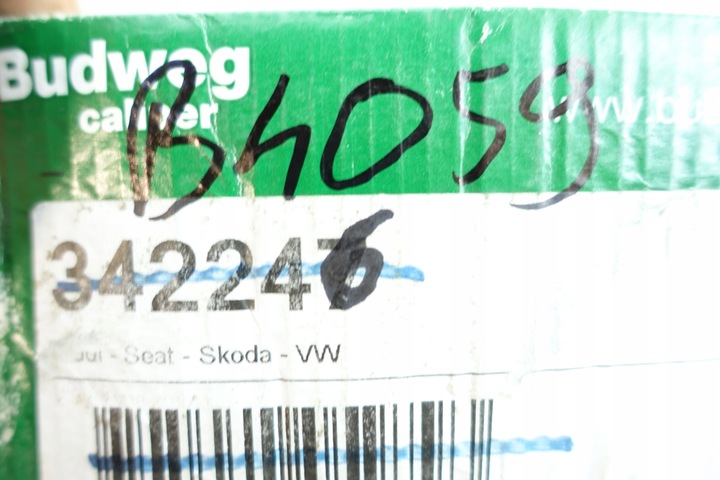 Budweg
caliper
B4059
www.bu
342246
- Seat - Skoda - VW